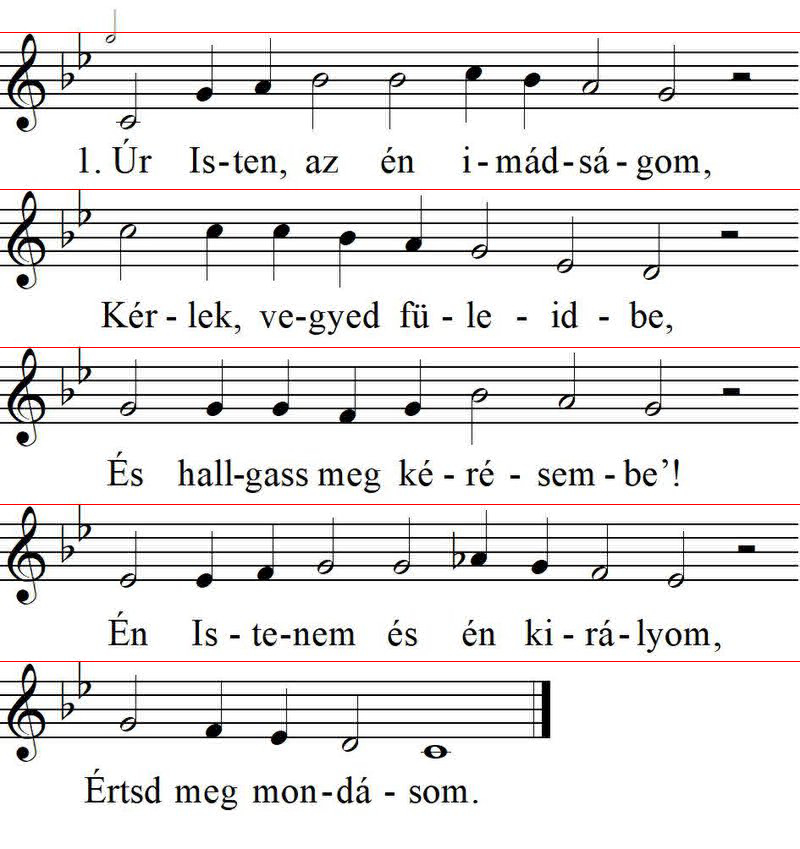 1. Úr Is-ten, az én i-mád-sá-gom,
Kér-lek, ve-gyed fü-le-id-be,
És hall-gass meg ké-ré-sem-be’!
Én Is-te-nem és én ki-rá-lyom,
Értsd meg mon-dá-som.